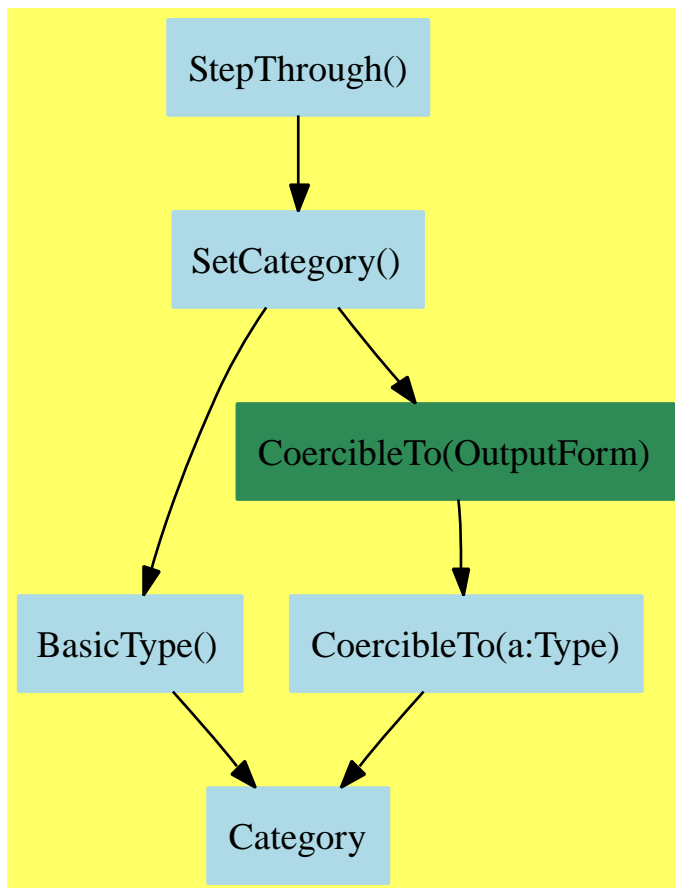 StepThrough()
SetCategory()
CoercibleTo(OutputForm)
BasicType()
CoercibleTo(a:Type)
Category